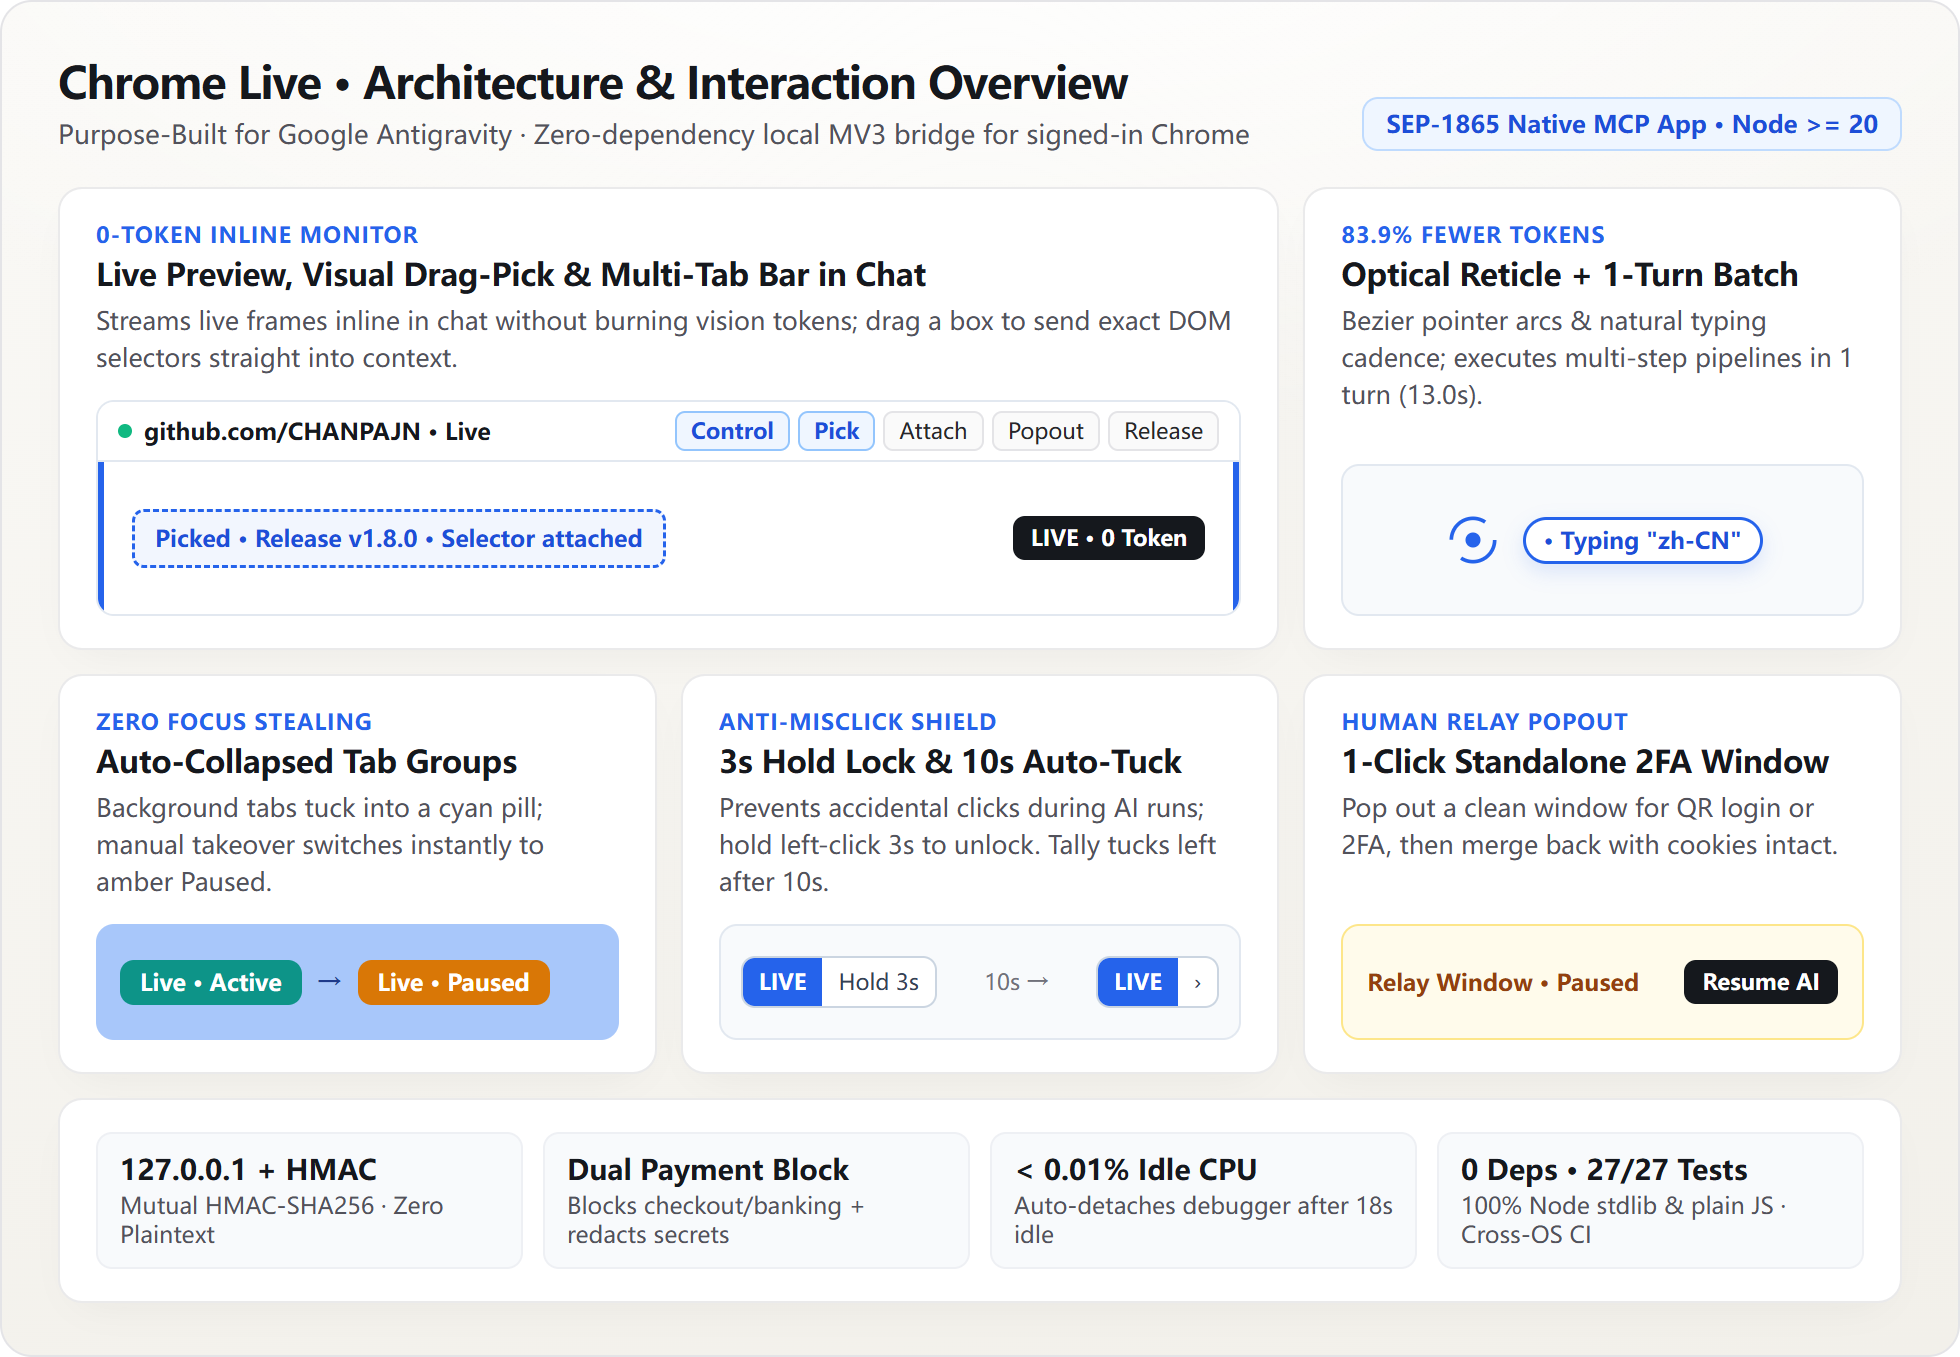 Chrome Live • Architecture & Interaction Overview
Purpose-Built for Google Antigravity · Zero-dependency local MV3 bridge for signed-in Chrome
SEP-1865 Native MCP App • Node >= 20
0-TOKEN INLINE MONITOR
Live Preview, Visual Drag-Pick & Multi-Tab Bar in Chat
Streams live frames inline in chat without burning vision tokens; drag a box to send exact DOM
selectors straight into context.
github.com/CHANPAJN • Live
Control
Pick
Attach
Popout
Release
Picked • Release v1.8.0 • Selector attached
LIVE • 0 Token
83.9% FEWER TOKENS
Optical Reticle + 1-Turn Batch
Bezier pointer arcs & natural typing
cadence; executes multi-step pipelines in 1
turn (13.0s).
• Typing "zh-CN"
ZERO FOCUS STEALING
Auto-Collapsed Tab Groups
Background tabs tuck into a cyan pill;
manual takeover switches instantly to
amber Paused.
Live • Active → Live • Paused
ANTI-MISCLICK SHIELD
3s Hold Lock & 10s Auto-Tuck
Prevents accidental clicks during AI runs;
hold left-click 3s to unlock. Tally tucks left
after 10s.
LIVE Hold 3s 10s → LIVE ›
HUMAN RELAY POPOUT
1-Click Standalone 2FA Window
Pop out a clean window for QR login or
2FA, then merge back with cookies intact.
Relay Window • Paused
Resume AI
127.0.0.1 + HMAC
Mutual HMAC-SHA256 · Zero
Plaintext
Dual Payment Block
Blocks checkout/banking +
redacts secrets
< 0.01% Idle CPU
Auto-detaches debugger after 18s
idle
0 Deps • 27/27 Tests
100% Node stdlib & plain JS ·
Cross-OS CI